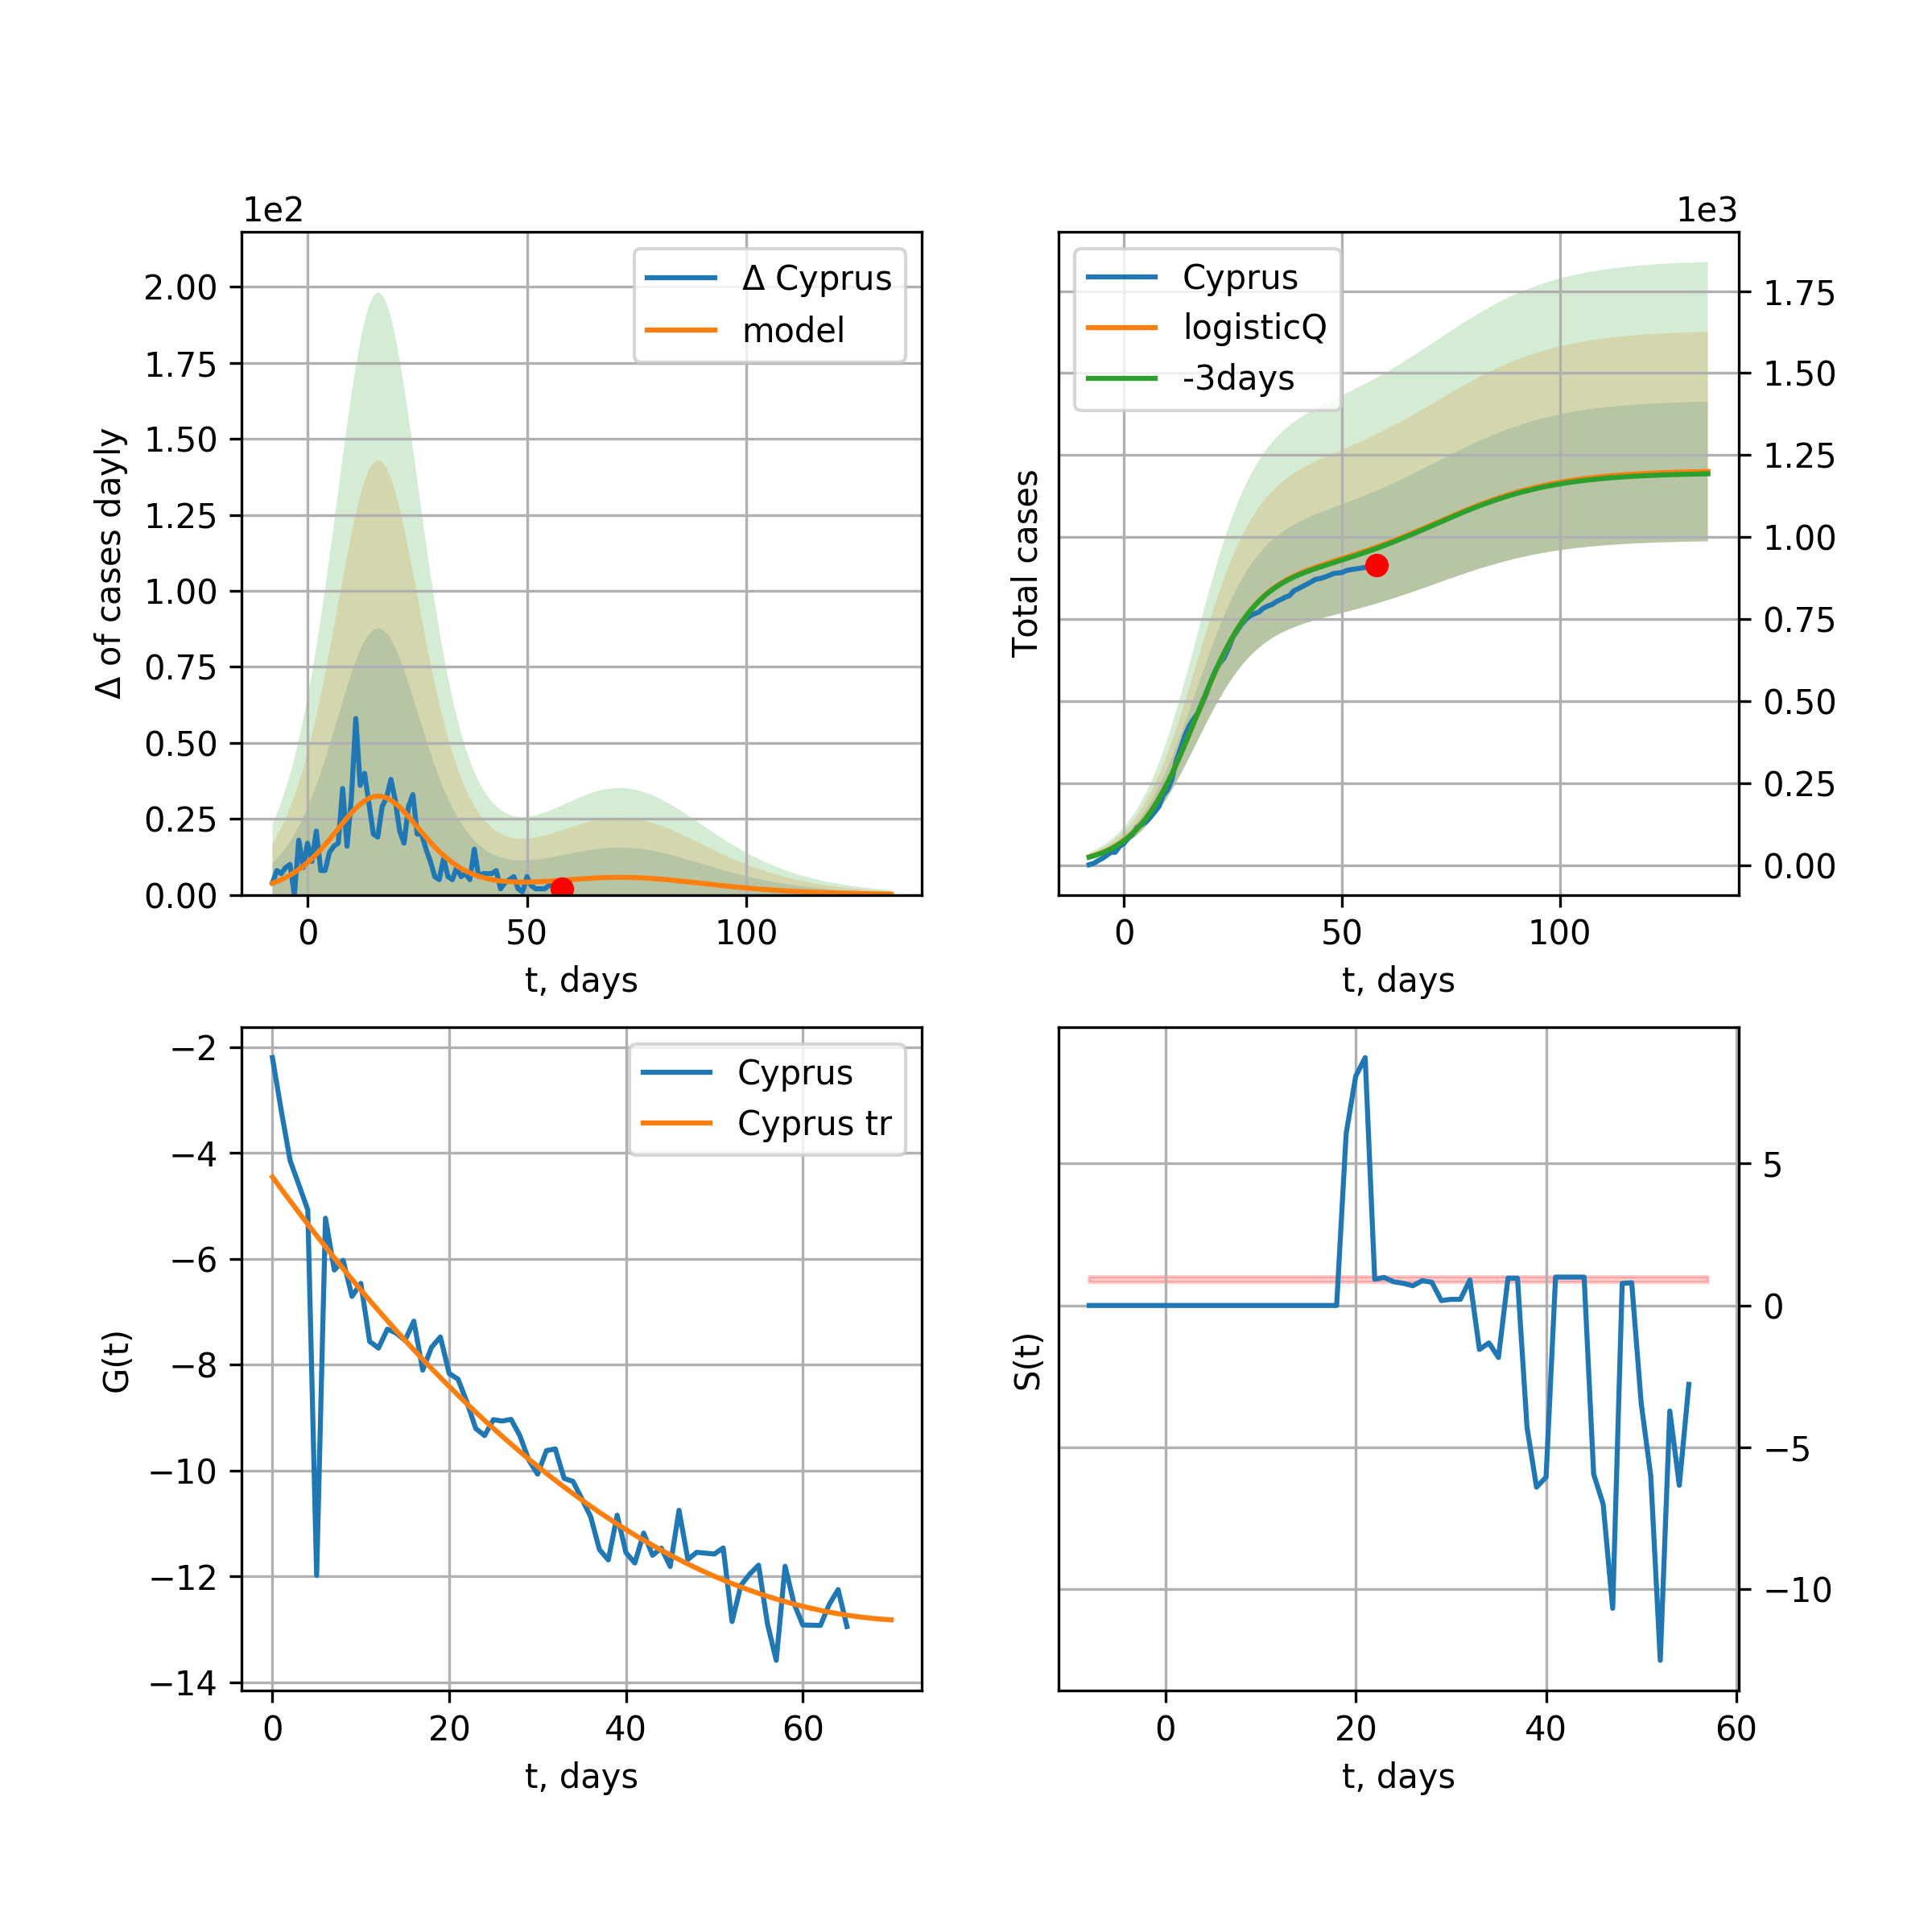 1e2
Δ of cases dayly
2.00
1.75
1.50
1.25
1.00
0.75
0.50
0.25
0.00
Δ Cyprus
model
0
50
100
t, days
1e3
Total cases
Cyprus
logisticQ
-3days
1.75
1.50
1.25
1.00
0.75
0.50
0.25
0.00
0
50
100
t, days
G(t)
−2
−4
−6
−8
−10
−12
−14
Cyprus
Cyprus tr
0
20
40
60
t, days
S(t)
5
0
−5
−10
0
20
40
60
t, days